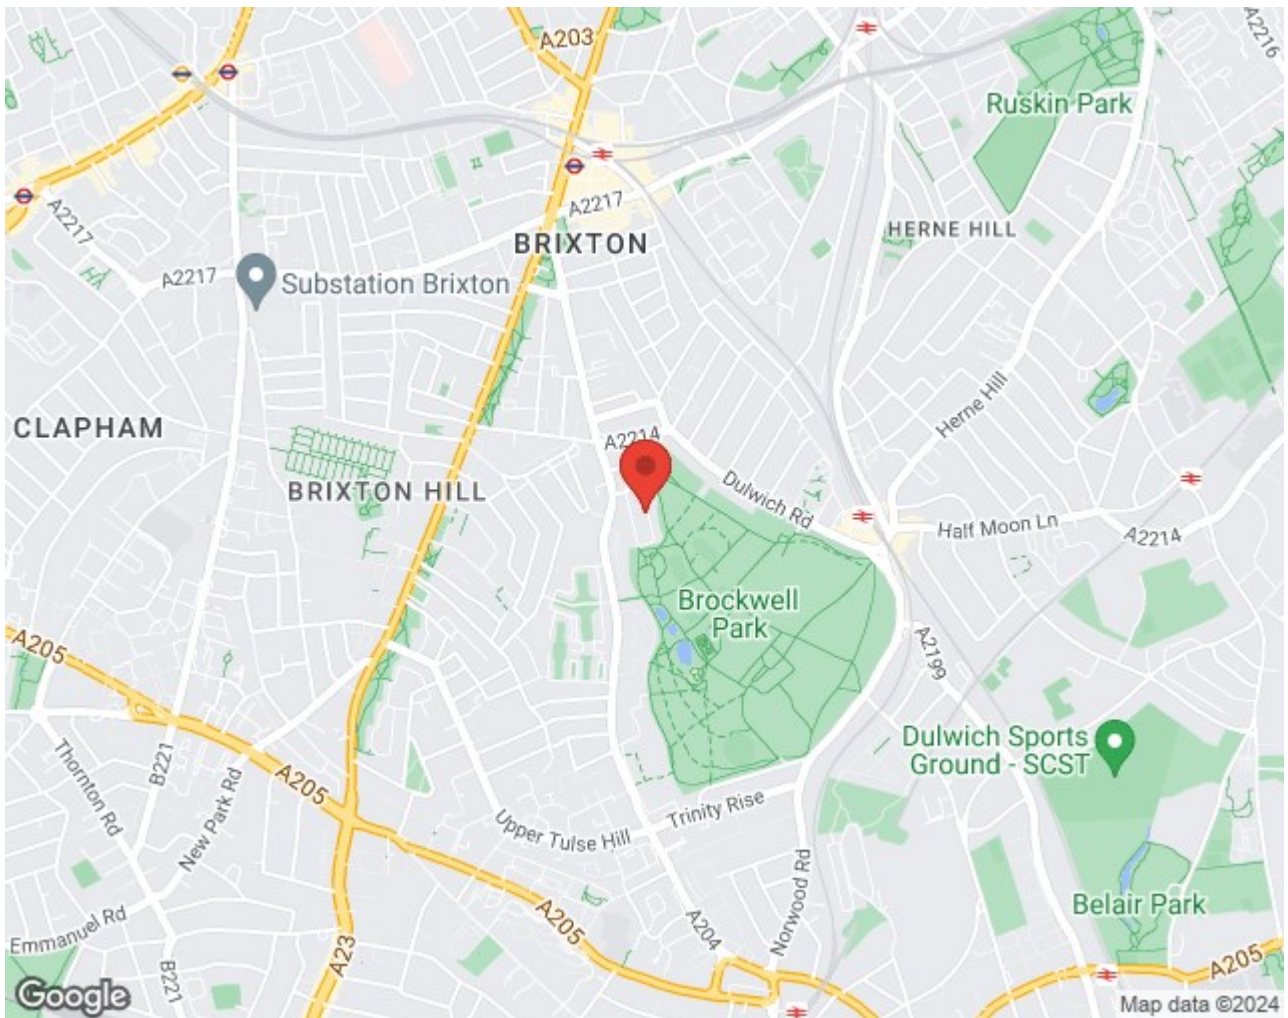 A203
A2216
Ruskin Park
A2217
A2217
BRIXTON
HERNE HILL
A2217
Substation Brixton
Herne Hill
CLAPHAM
A2214
BRIXTON HILL
Dulwich Rd
Half Moon Ln
A2214
Brockwell
Park
A205
A2199
Dulwich Sports
Ground - SCST
Thornton Rd
B221
New Park Rd
A205
Upper Tulse Hill
Trinity Rise
Norwood Rd
Belair Park
Emmanuel Rd
A205
A204
A23
B221
A205
Google
Map data ©2024